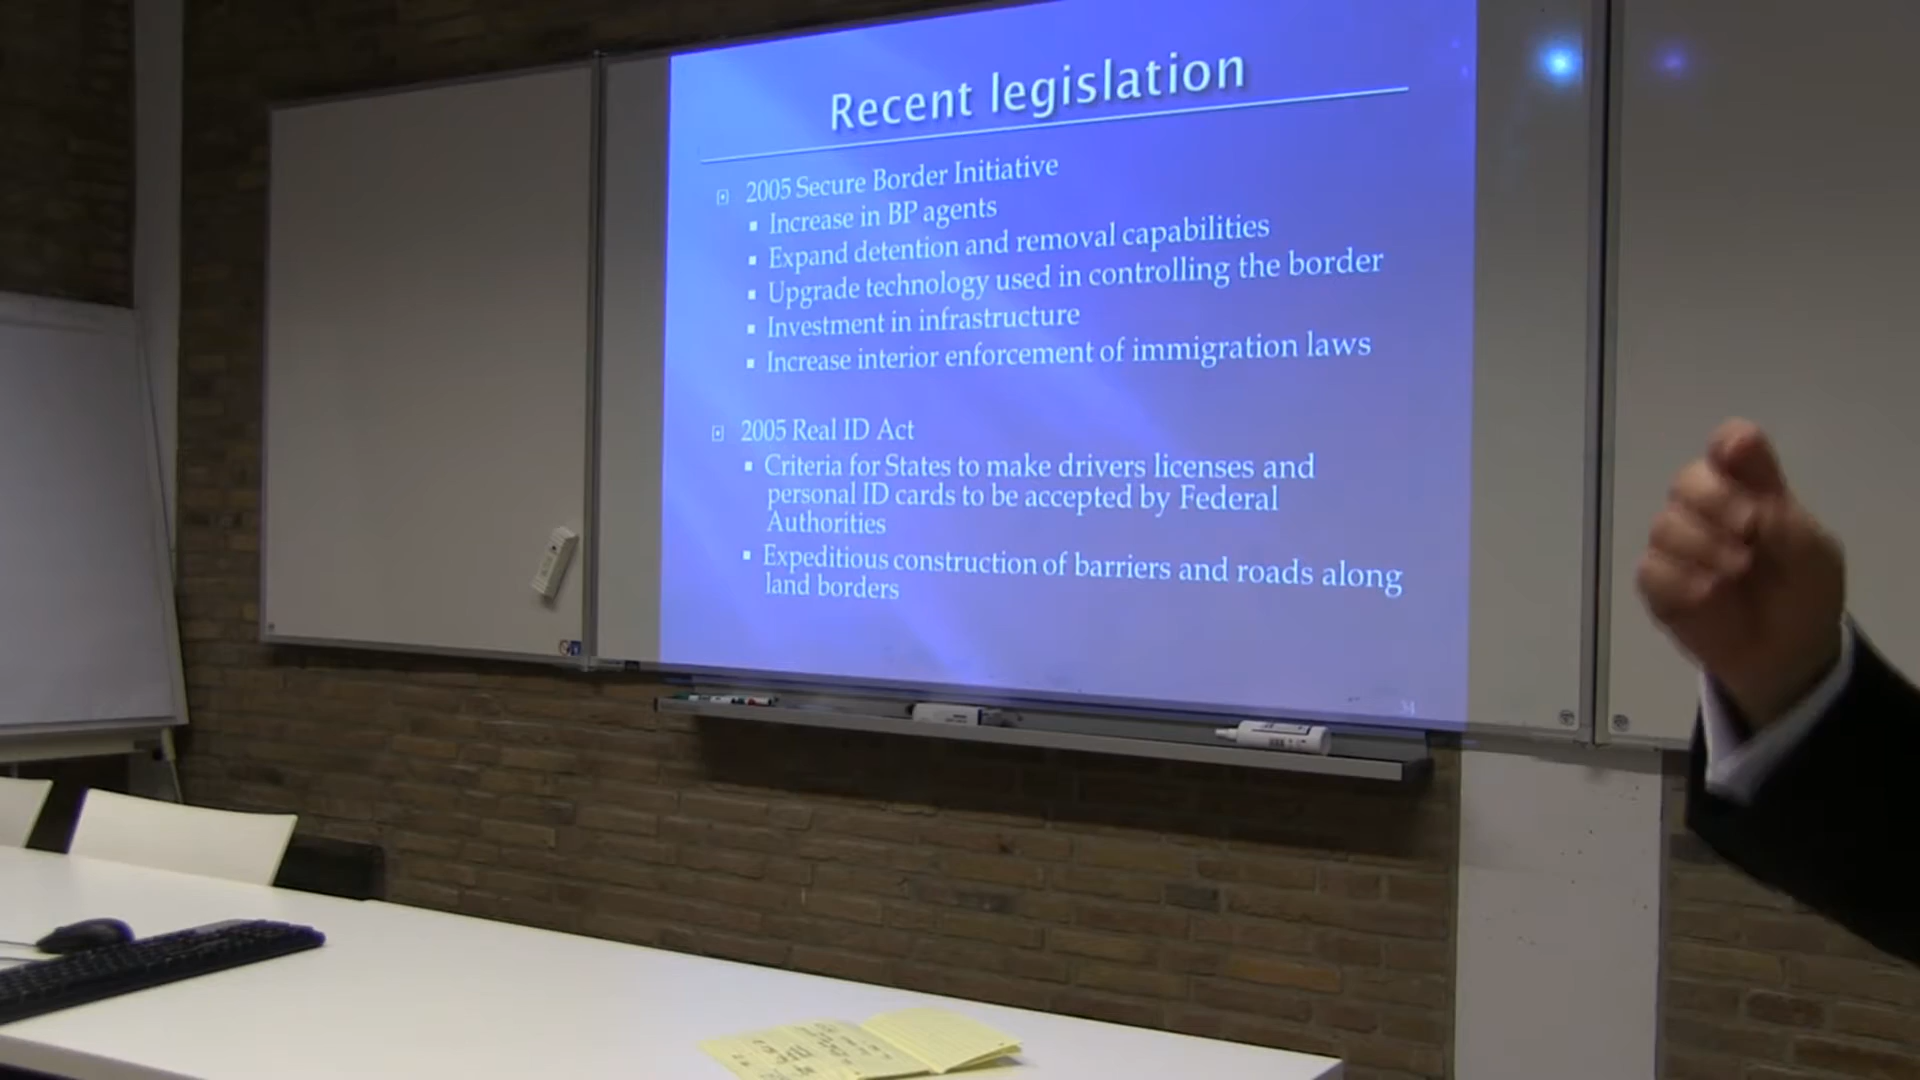 Recent legislation
2005 Secure Border Initiative
Increase in BP agents
Expand detention and removal capabilities
Upgrade technology used in controlling the border
Investment in infrastructure
Increase interior enforcement of immigration laws
2005 Real ID Act
Criteria for States to make drivers licenses and
personal ID cards to be accepted by Federal
Authorities
Expeditious construction of barriers and roads along
land borders